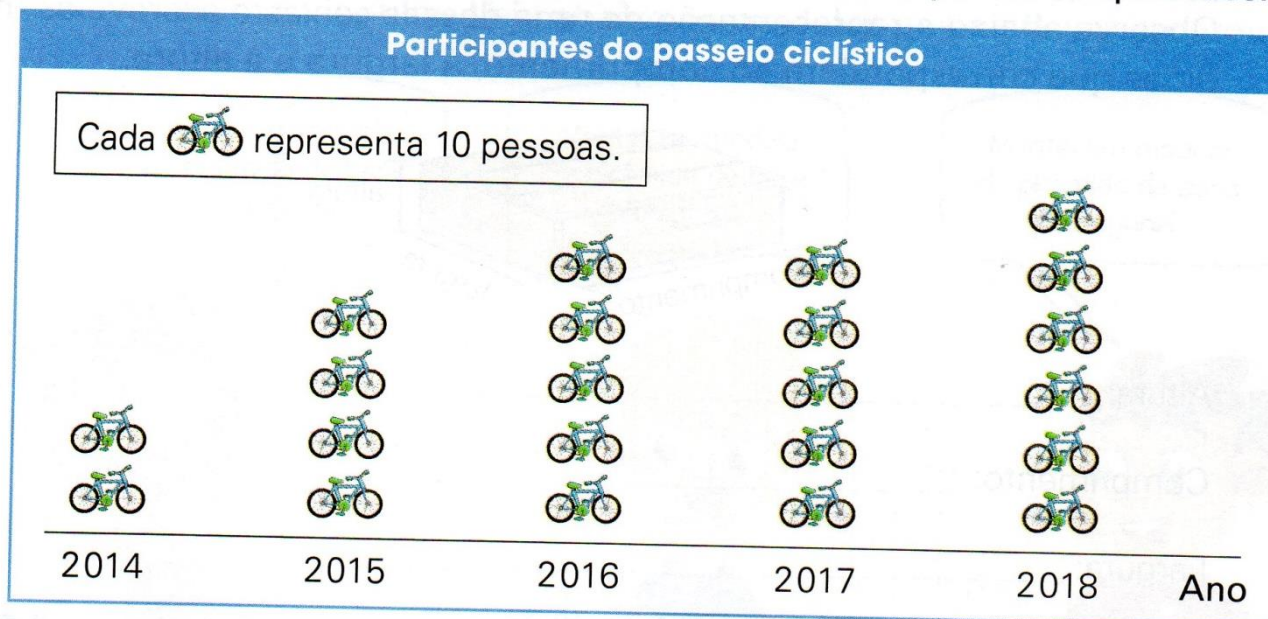 Participantes do passeio ciclístico
Cada representa 10 pessoas.
2014 2015 2016 2017 2018 Ano